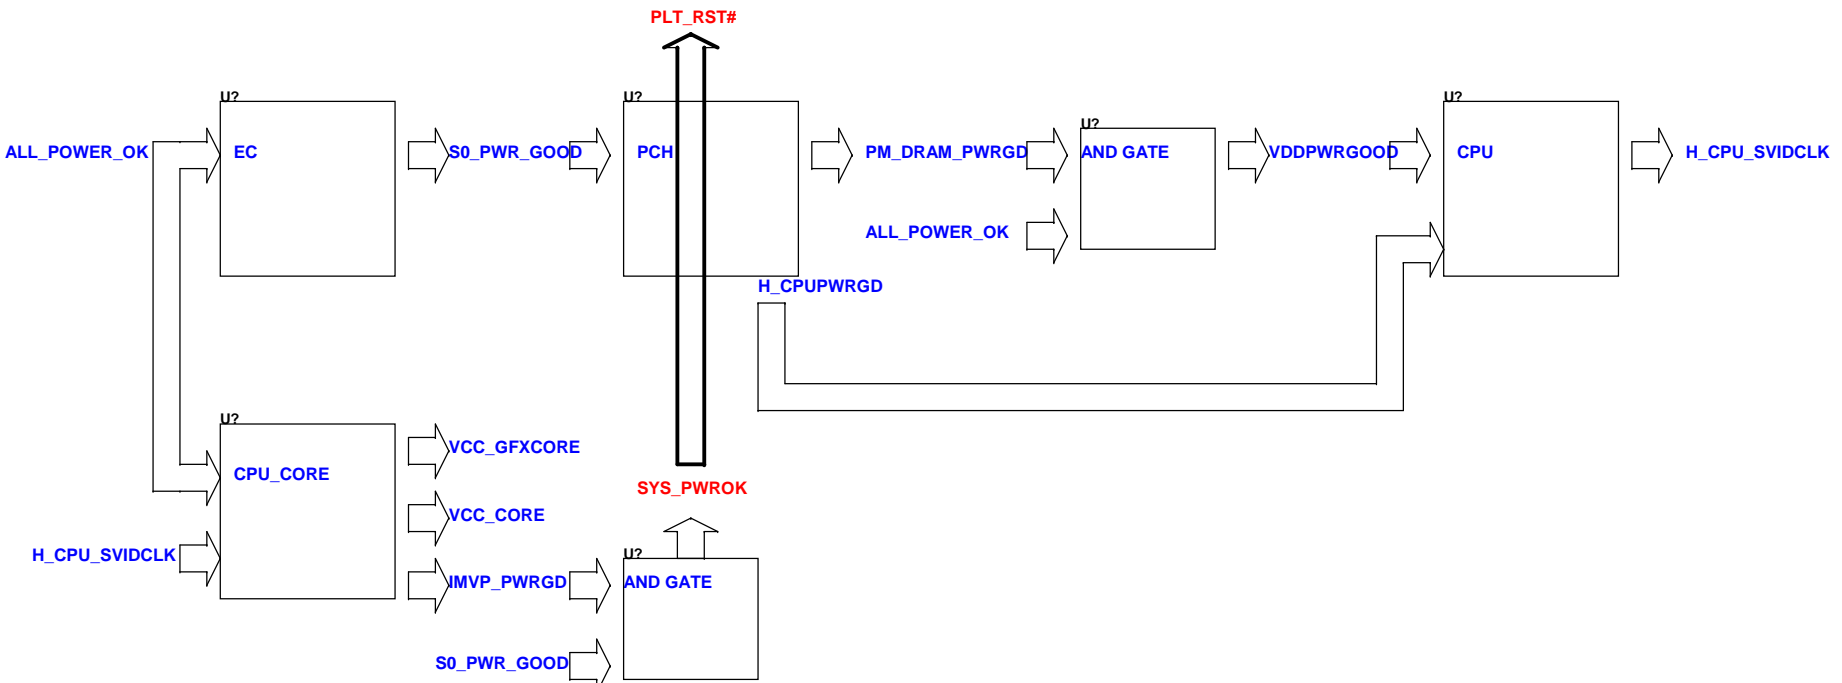 PLT_RST#
U?
U?
U?
U?
ALL_POWER_OK
EC
S0_PWR_GOOD
PCH
PM_DRAM_PWRGD
AND GATE
VDDPWRGOOD
CPU
H_CPU_SVIDCLK
ALL_POWER_OK
H_CPUPWRGD
U?
CPU_CORE
VCC_GFXCORE
SYS_PWROK
VCC_CORE
H_CPU_SVIDCLK
U?
IMVP_PWRGD
AND GATE
S0_PWR_GOOD